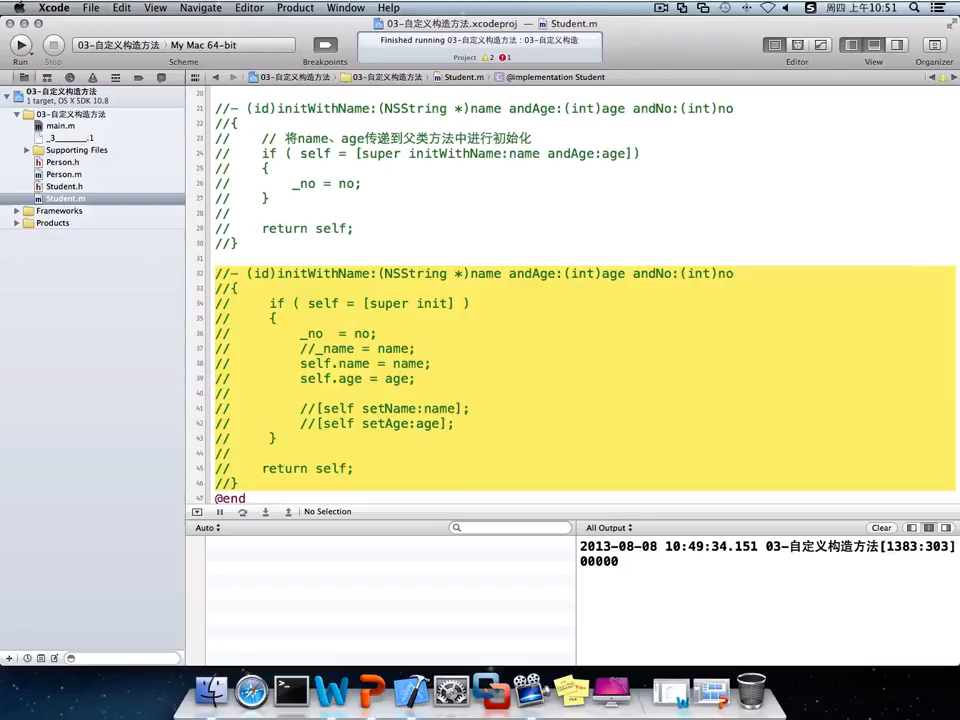 Xcode File Edit View Navigate Editor Product Window Help 周四 上午10:51
03-自定义构造方法.xcodeproj — Student.m
03-自定义构造方法 › My Mac 64-bit
Finished running 03-自定义构造方法 : 03-自定义构造
Project 2 1
Run Stop Scheme Breakpoints Editor View Organizer
03-自定义构造方法 › 03-自定义构造方法 › Student.m › @implementation Student
03-自定义构造方法
1 target, OS X SDK 10.8
03-自定义构造方法
main.m
_3_______.1
Supporting Files
Person.h
Person.m
Student.h
Student.m
Frameworks
Products
20
21 //- (id)initWithName:(NSString *)name andAge:(int)age andNo:(int)no
22 //{
23 //    // 将name、age传递到父类方法中进行初始化
24 //    if ( self = [super initWithName:name andAge:age])
25 //    {
26 //        _no = no;
27 //    }
28 //
29 //    return self;
30 //}
31
32 //- (id)initWithName:(NSString *)name andAge:(int)age andNo:(int)no
33 //{
34 //     if ( self = [super init] )
35 //     {
36 //         _no  = no;
37 //         //_name = name;
38 //         self.name = name;
39 //         self.age = age;
40 //
41 //         //[self setName:name];
42 //         //[self setAge:age];
43 //     }
44 //
45 //    return self;
46 //}
47 @end
No Selection
Auto All Output Clear
2013-08-08 10:49:34.151 03-自定义构造方法[1383:303]
00000